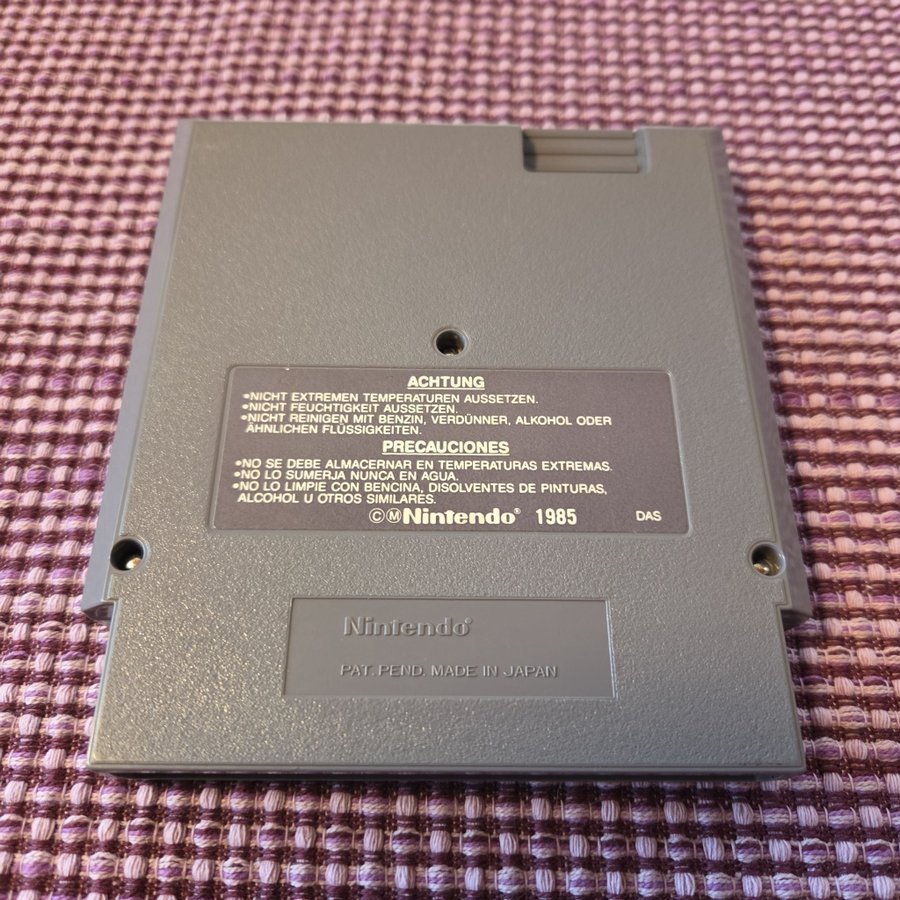 ACHTUNG
•NICHT EXTREMEN TEMPERATUREN AUSSETZEN.
•NICHT FEUCHTIGKEIT AUSSETZEN.
•NICHT REINIGEN MIT BENZIN, VERDÜNNER, ALKOHOL ODER
ÄHNLICHEN FLÜSSIGKEITEN.
PRECAUCIONES
•NO SE DEBE ALMACERNAR EN TEMPERATURAS EXTREMAS.
•NO LO SUMERJA NUNCA EN AGUA.
•NO LO LIMPIE CON BENCINA, DISOLVENTES DE PINTURAS,
ALCOHOL U OTROS SIMILARES.
©ⓂNintendo® 1985 DAS
Nintendo®
PAT. PEND. MADE IN JAPAN